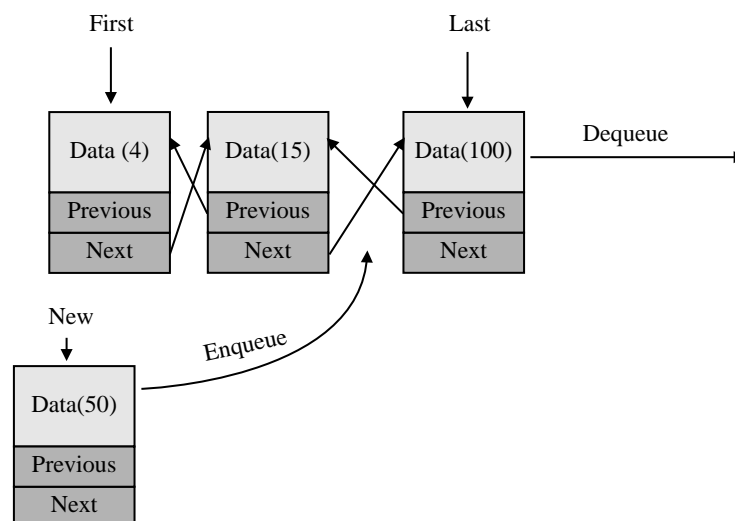 First
Last
Data (4)
Data(15)
Data(100)
Dequeue
Previous
Previous
Previous
Next
Next
Next
New
Enqueue
Data(50)
Previous
Next